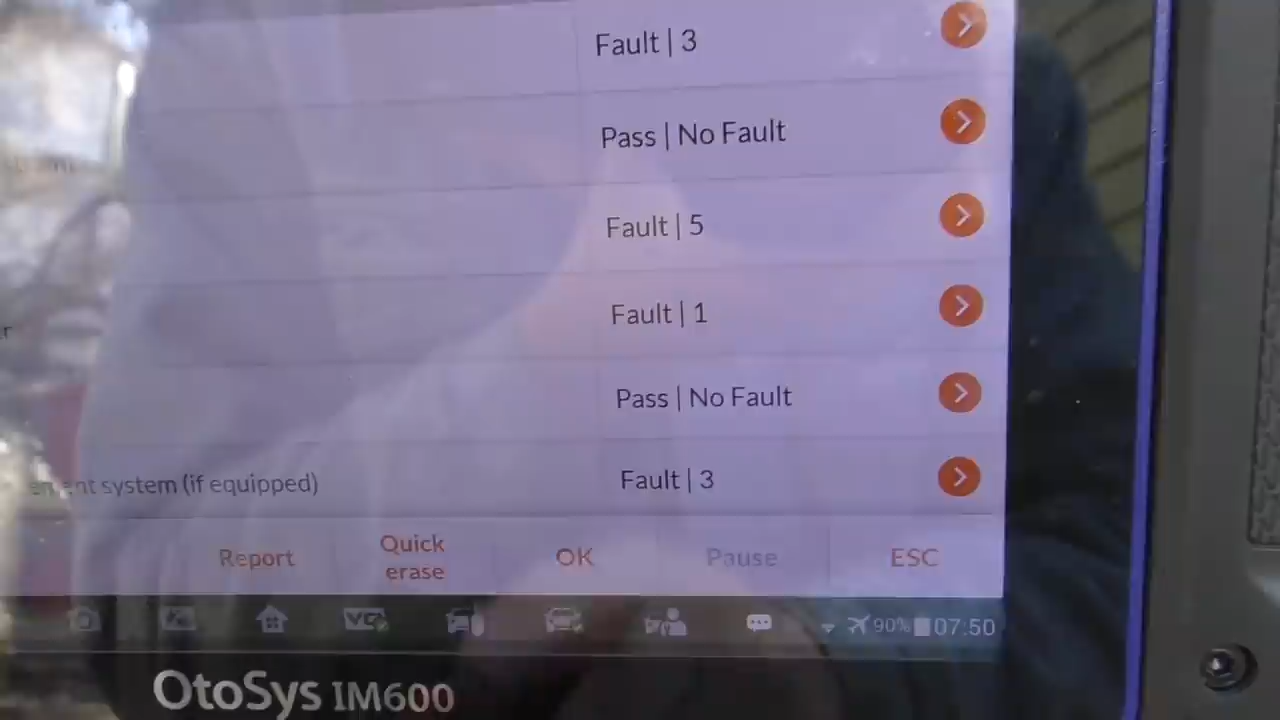 Fault | 3
Pass | No Fault
Fault | 5
Fault | 1
Pass | No Fault
system (if equipped) Fault | 3
Report Quick erase OK Pause ESC
90% 07:50
OtoSys IM600